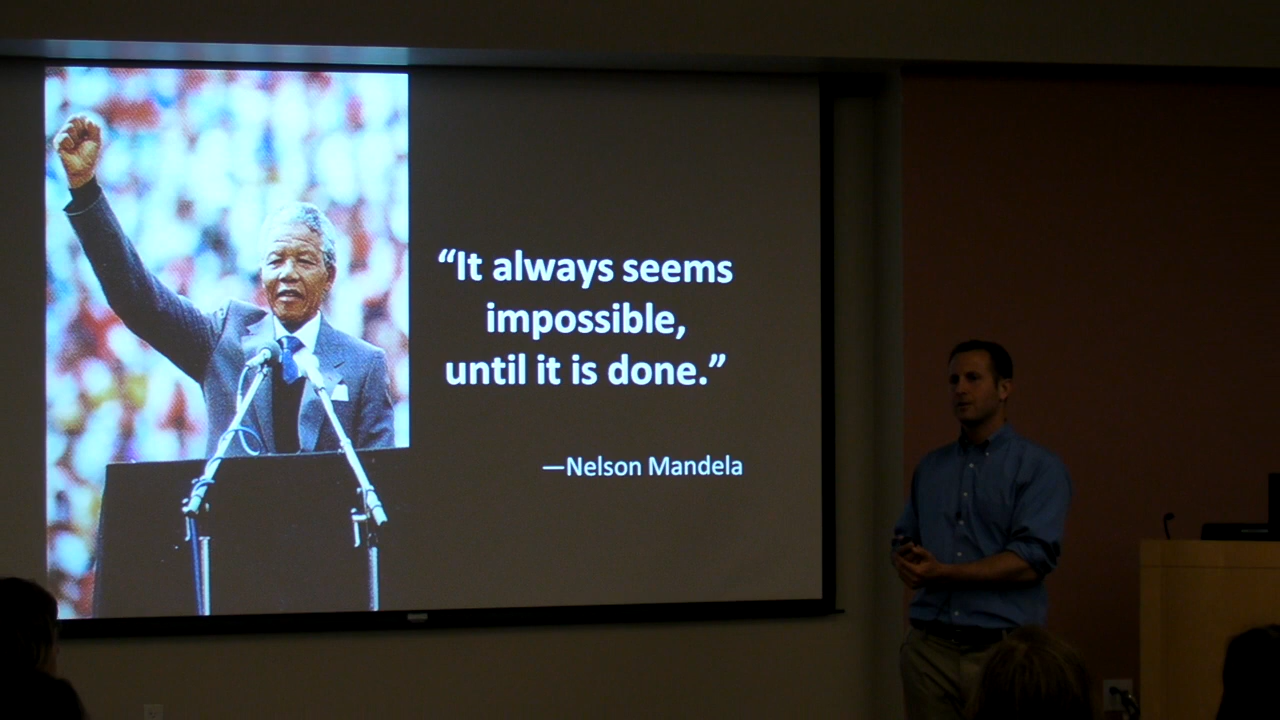 “It always seems
impossible,
until it is done.”
—Nelson Mandela